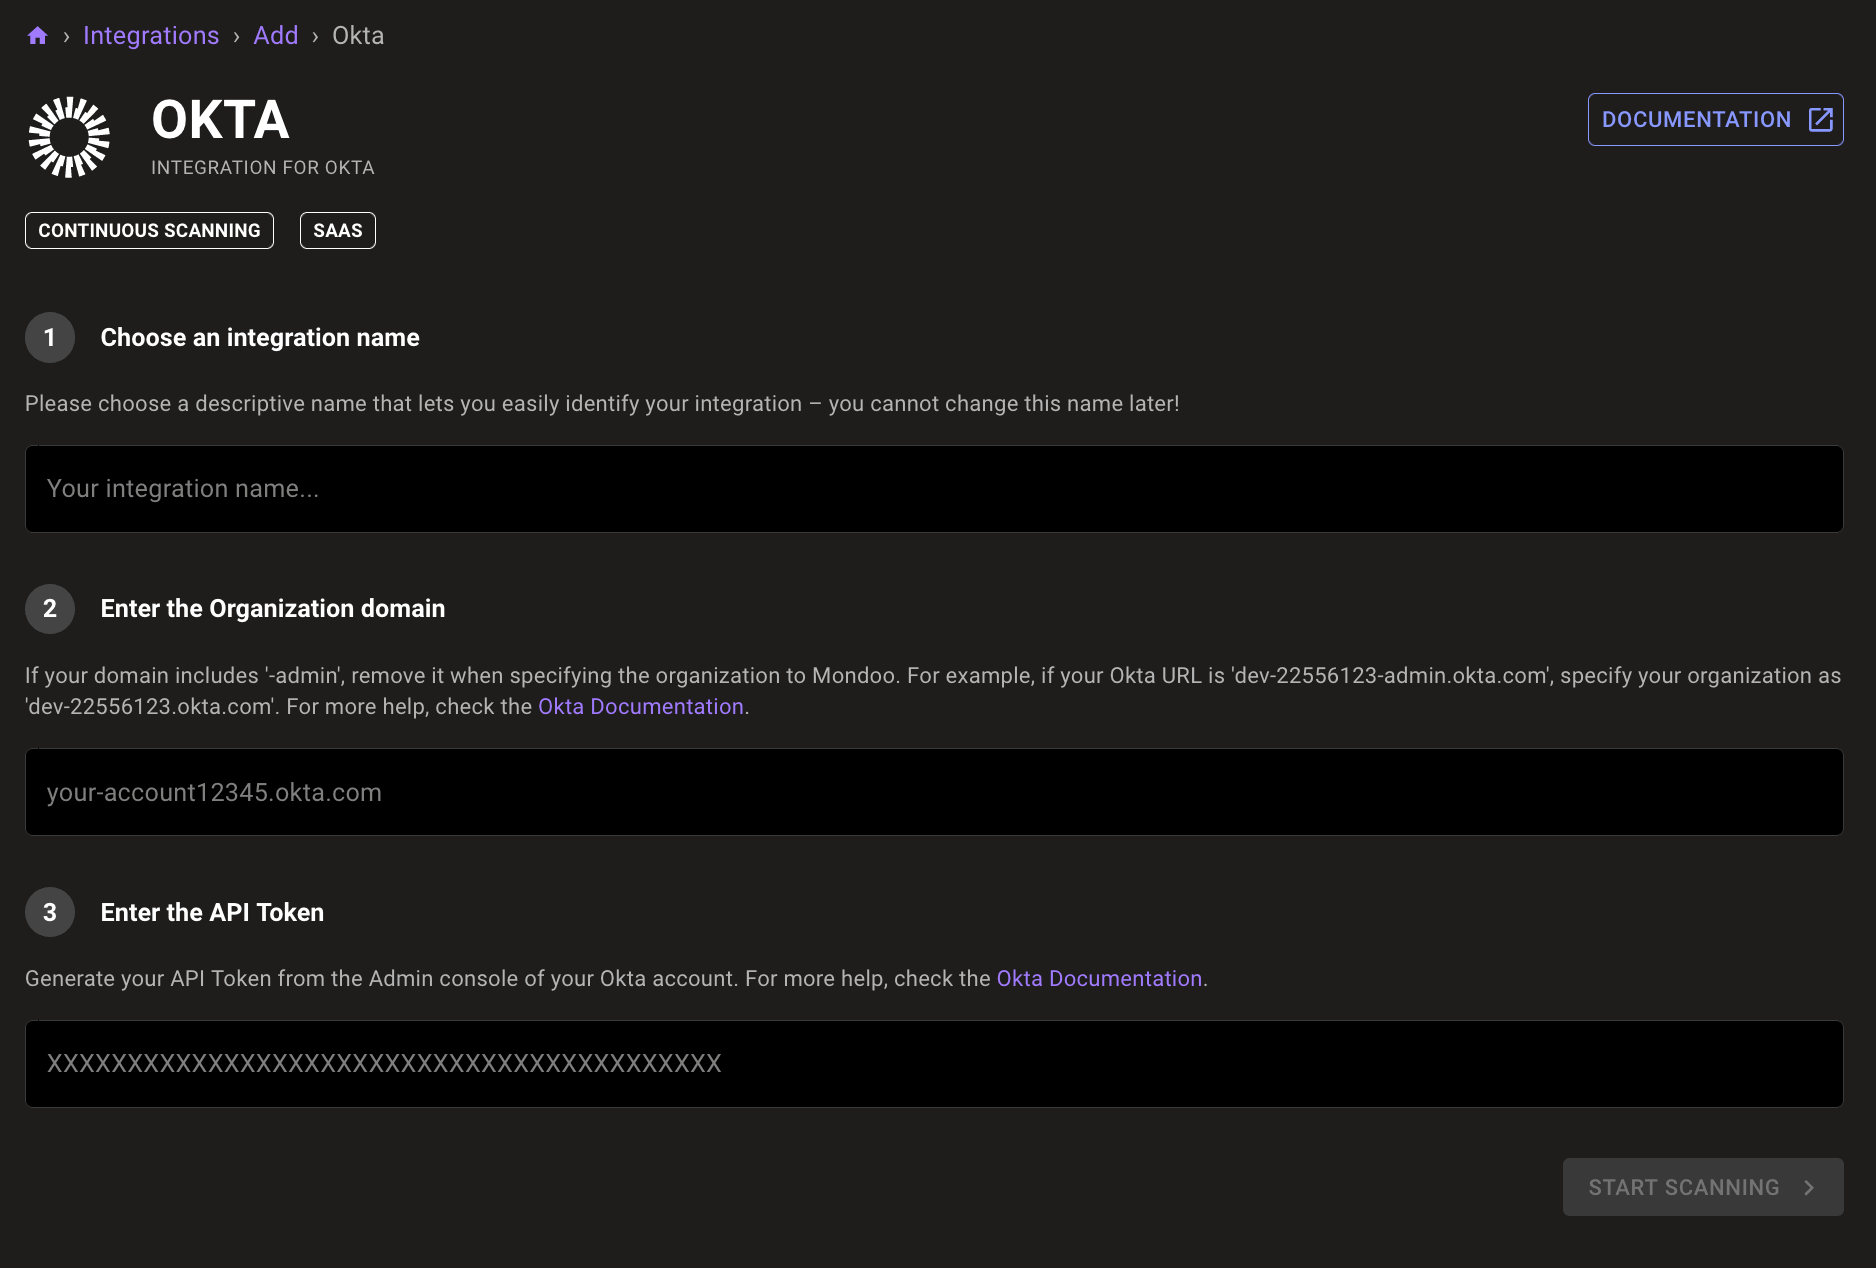 › Integrations › Add › Okta
OKTA
INTEGRATION FOR OKTA
DOCUMENTATION
CONTINUOUS SCANNING SAAS
1 Choose an integration name
Please choose a descriptive name that lets you easily identify your integration – you cannot change this name later!
Your integration name...
2 Enter the Organization domain
If your domain includes '-admin', remove it when specifying the organization to Mondoo. For example, if your Okta URL is 'dev-22556123-admin.okta.com', specify your organization as
'dev-22556123.okta.com'. For more help, check the Okta Documentation.
your-account12345.okta.com
3 Enter the API Token
Generate your API Token from the Admin console of your Okta account. For more help, check the Okta Documentation.
XXXXXXXXXXXXXXXXXXXXXXXXXXXXXXXXXXXXXXXXXX
START SCANNING